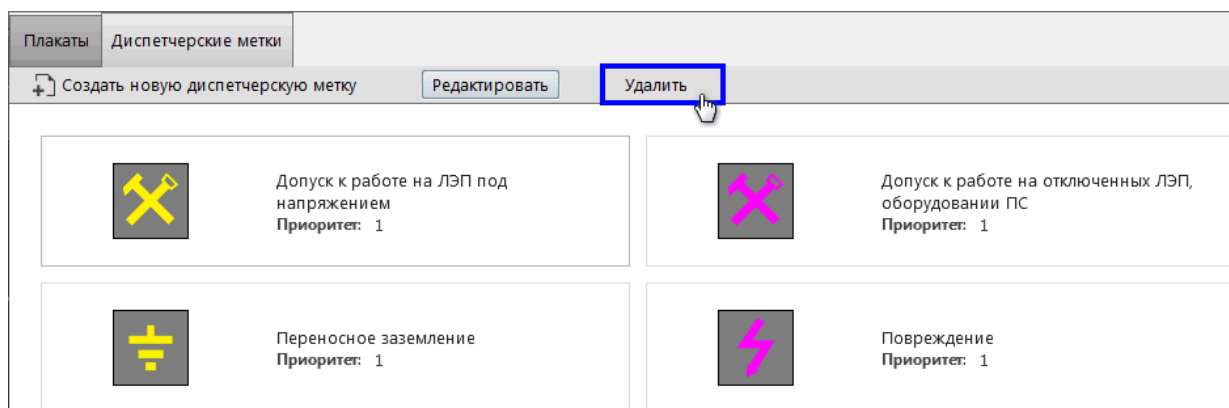 Плакаты Диспетчерские метки
Создать новую диспетчерскую метку Редактировать Удалить
Допуск к работе на ЛЭП под
напряжением
Приоритет: 1
Допуск к работе на отключенных ЛЭП,
оборудовании ПС
Приоритет: 1
Переносное заземление
Приоритет: 1
Повреждение
Приоритет: 1